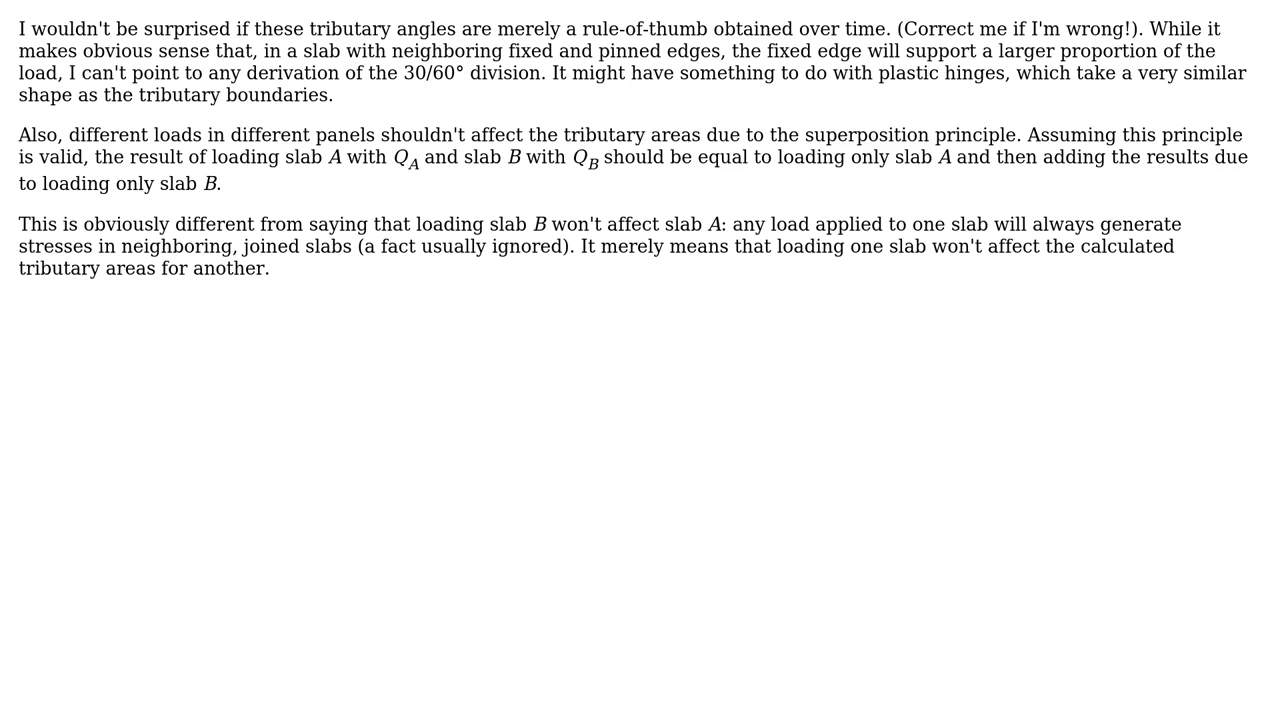 I wouldn't be surprised if these tributary angles are merely a rule-of-thumb obtained over time. (Correct me if I'm wrong!). While it
makes obvious sense that, in a slab with neighboring fixed and pinned edges, the fixed edge will support a larger proportion of the
load, I can't point to any derivation of the 30/60° division. It might have something to do with plastic hinges, which take a very similar
shape as the tributary boundaries.
Also, different loads in different panels shouldn't affect the tributary areas due to the superposition principle. Assuming this principle
is valid, the result of loading slab A with Q_A and slab B with Q_B should be equal to loading only slab A and then adding the results due
to loading only slab B.
This is obviously different from saying that loading slab B won't affect slab A: any load applied to one slab will always generate
stresses in neighboring, joined slabs (a fact usually ignored). It merely means that loading one slab won't affect the calculated
tributary areas for another.